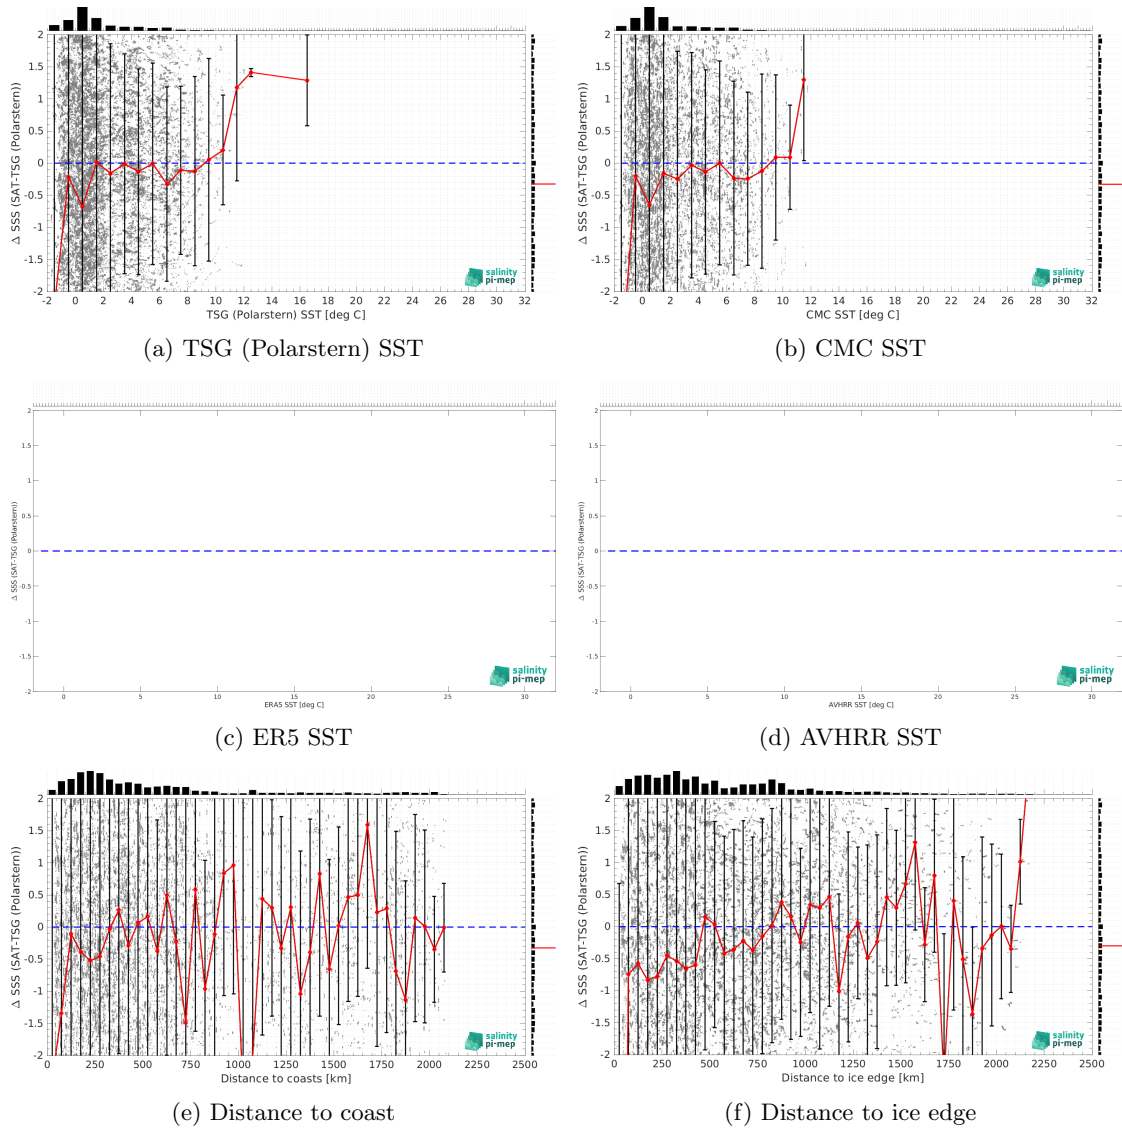 2
1.5
1
0.5
0
-0.5
-1
-1.5
-2
Δ SSS (SAT-TSG (Polarstern))
-2 0 2 4 6 8 10 12 14 16 18 20 22 24 26 28 30 32
TSG (Polarstern) SST [deg C]
salinity
pi-mep
(a) TSG (Polarstern) SST
2
1.5
1
0.5
0
-0.5
-1
-1.5
-2
Δ SSS (SAT-TSG (Polarstern))
-2 0 2 4 6 8 10 12 14 16 18 20 22 24 26 28 30 32
CMC SST [deg C]
salinity
pi-mep
(b) CMC SST
2
1.5
1
0.5
0
-0.5
-1
-1.5
-2
Δ SSS (SAT-TSG (Polarstern))
0 5 10 15 20 25 30
ERA5 SST [deg C]
salinity
pi-mep
(c) ER5 SST
2
1.5
1
0.5
0
-0.5
-1
-1.5
-2
Δ SSS (SAT-TSG (Polarstern))
0 5 10 15 20 25 30
AVHRR SST [deg C]
salinity
pi-mep
(d) AVHRR SST
2
1.5
1
0.5
0
-0.5
-1
-1.5
-2
Δ SSS (SAT-TSG (Polarstern))
0 250 500 750 1000 1250 1500 1750 2000 2250 2500
Distance to coasts [km]
salinity
pi-mep
(e) Distance to coast
2
1.5
1
0.5
0
-0.5
-1
-1.5
-2
Δ SSS (SAT-TSG (Polarstern))
0 250 500 750 1000 1250 1500 1750 2000 2250 2500
Distance to ice edge [km]
salinity
pi-mep
(f) Distance to ice edge